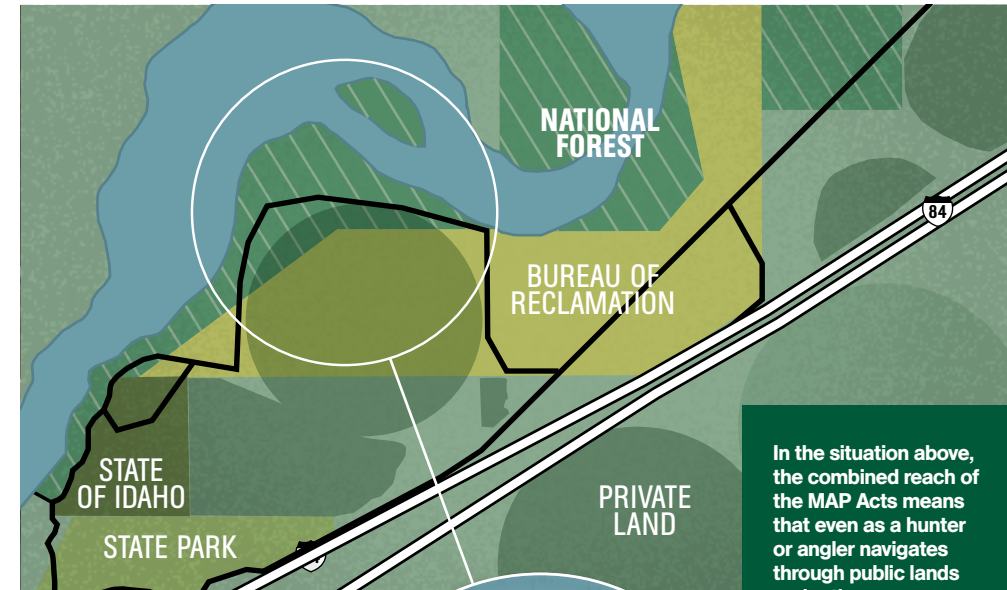 NATIONAL
FOREST
84
BUREAU OF
RECLAMATION
STATE
OF IDAHO
PRIVATE
LAND
STATE PARK
In the situation above,
the combined reach of
the MAP Acts means
that even as a hunter
or angler navigates
through public lands